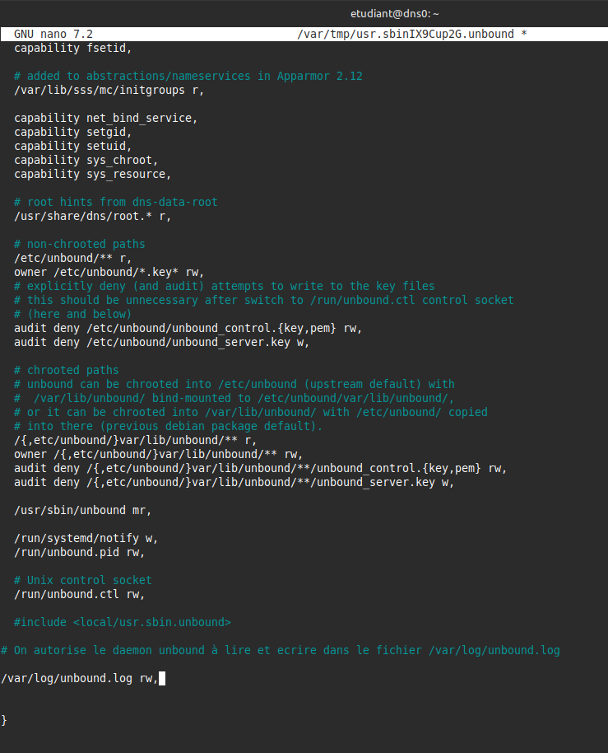 etudiant@dns0: ~
GNU nano 7.2 /var/tmp/usr.sbinIX9Cup2G.unbound *
capability fsetid,
# added to abstractions/nameservices in Apparmor 2.12
/var/lib/sss/mc/initgroups r,
capability net_bind_service,
capability setgid,
capability setuid,
capability sys_chroot,
capability sys_resource,
# root hints from dns-data-root
/usr/share/dns/root.* r,
# non-chrooted paths
/etc/unbound/** r,
owner /etc/unbound/*.key* rw,
# explicitly deny (and audit) attempts to write to the key files
# this should be unnecessary after switch to /run/unbound.ctl control socket
# (here and below)
audit deny /etc/unbound/unbound_control.{key,pem} rw,
audit deny /etc/unbound/unbound_server.key w,
# chrooted paths
# unbound can be chrooted into /etc/unbound (upstream default) with
#  /var/lib/unbound/ bind-mounted to /etc/unbound/var/lib/unbound/,
# or it can be chrooted into /var/lib/unbound/ with /etc/unbound/ copied
# into there (previous debian package default).
/{,etc/unbound/}var/lib/unbound/** r,
owner /{,etc/unbound/}var/lib/unbound/** rw,
audit deny /{,etc/unbound/}var/lib/unbound/**/unbound_control.{key,pem} rw,
audit deny /{,etc/unbound/}var/lib/unbound/**/unbound_server.key w,
/usr/sbin/unbound mr,
/run/systemd/notify w,
/run/unbound.pid rw,
# Unix control socket
/run/unbound.ctl rw,
#include <local/usr.sbin.unbound>
# On autorise le daemon unbound à lire et ecrire dans le fichier /var/log/unbound.log
/var/log/unbound.log rw,
}